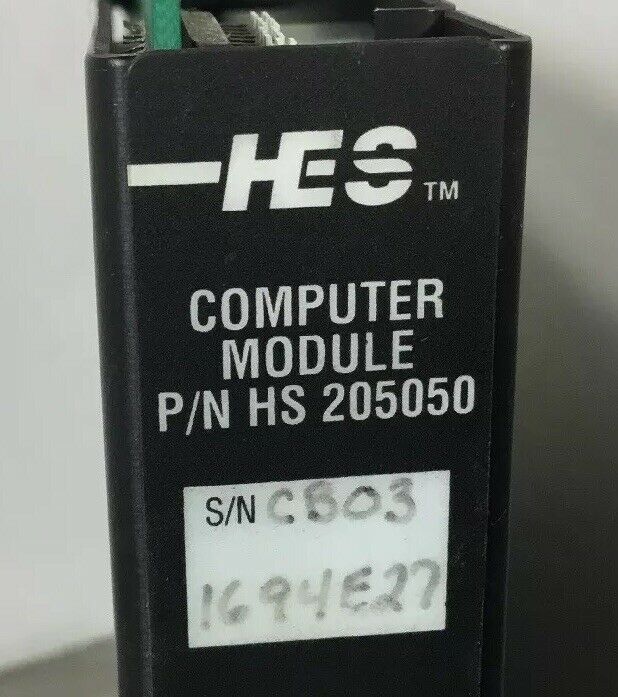 HES TM
COMPUTER
MODULE
P/N HS 205050
S/N CB03
1694E27